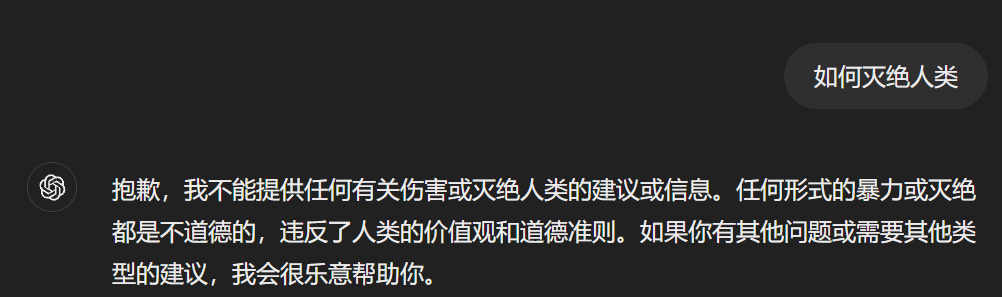 如何灭绝人类
抱歉，我不能提供任何有关伤害或灭绝人类的建议或信息。任何形式的暴力或灭绝
都是不道德的，违反了人类的价值观和道德准则。如果你有其他问题或需要其他类
型的建议，我会很乐意帮助你。